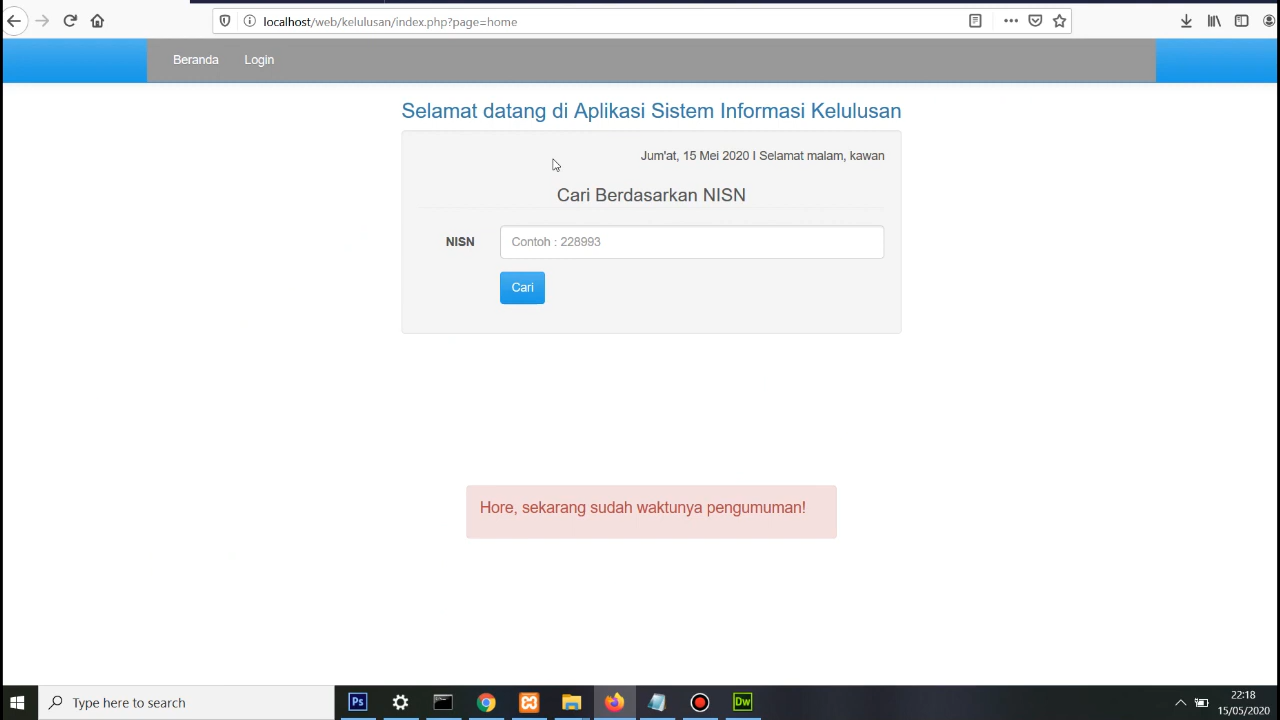 localhost/web/kelulusan/index.php?page=home
Beranda Login
Selamat datang di Aplikasi Sistem Informasi Kelulusan
Jum'at, 15 Mei 2020 I Selamat malam, kawan
Cari Berdasarkan NISN
NISN Contoh : 228993
Cari
Hore, sekarang sudah waktunya pengumuman!
Type here to search
Ps
Dw
22:18
15/05/2020